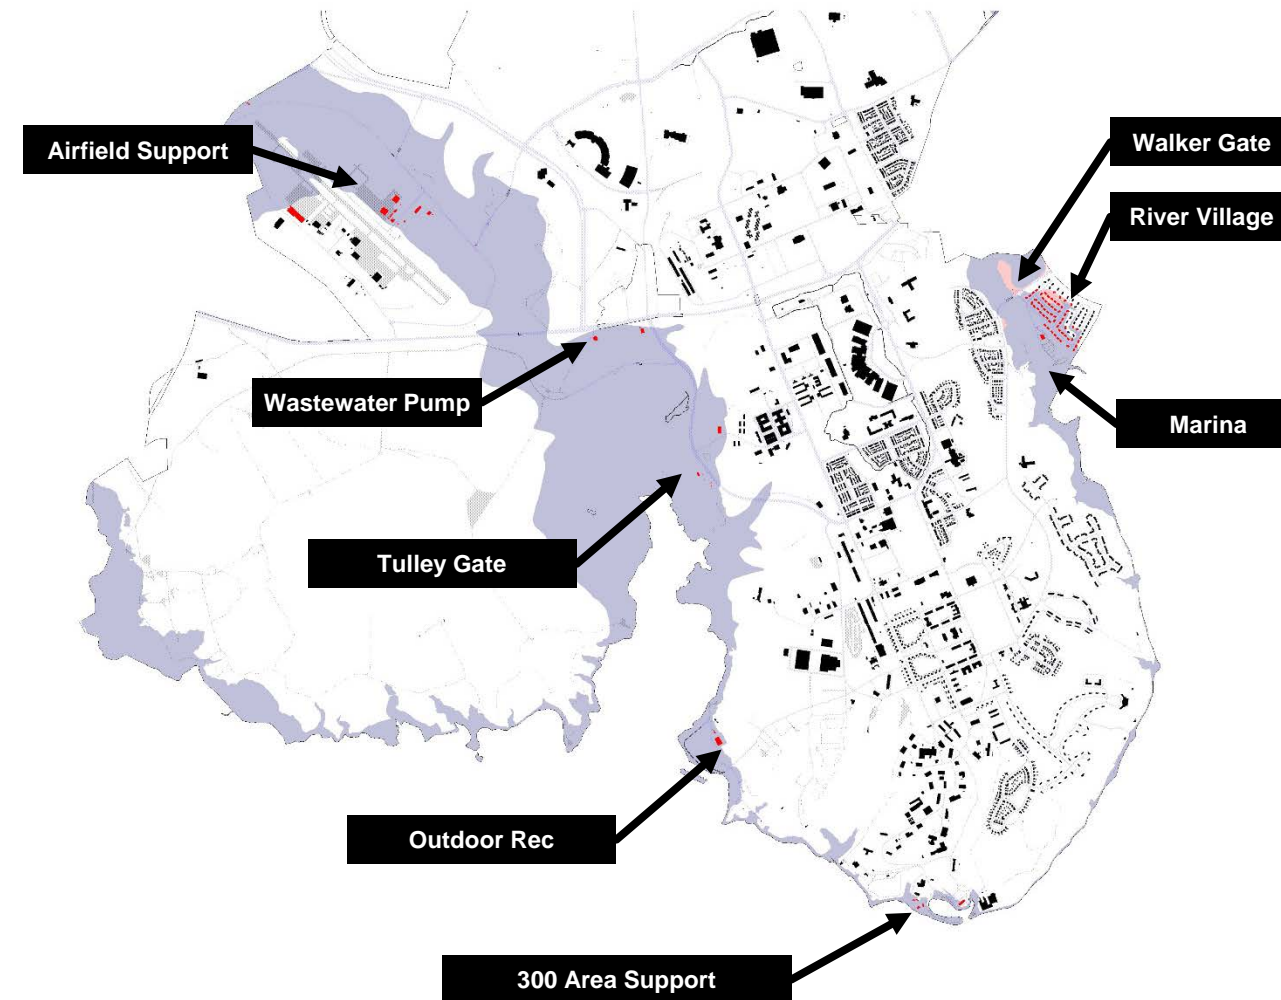 Airfield Support
Walker Gate
River Village
Wastewater Pump
Marina
Tulley Gate
Outdoor Rec
300 Area Support